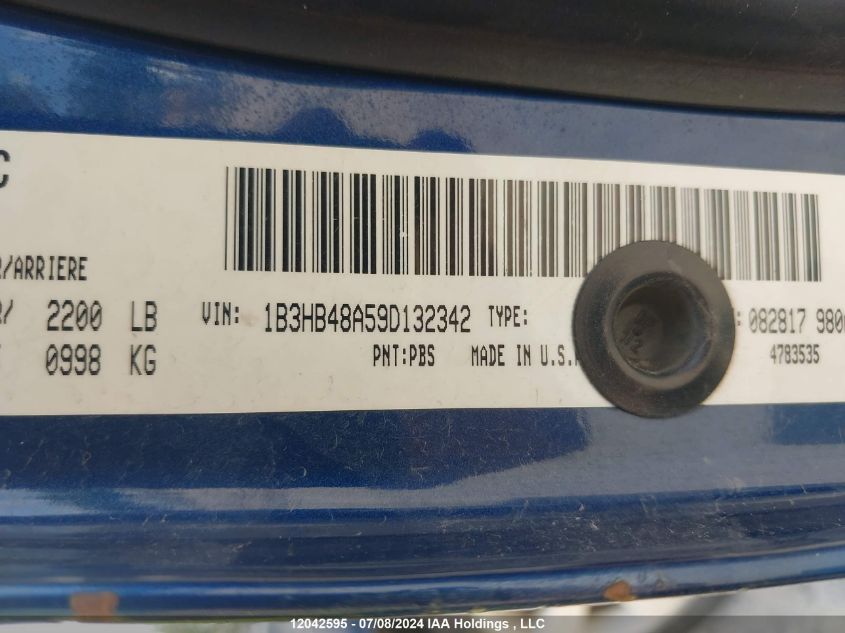 C
R/ARRIERE
2200 LB VIN: 1B3HB48A59D132342 TYPE: 082817 980
0998 KG PNT:PBS MADE IN U.S. 4783535
12042595 - 07/08/2024 IAA Holdings , LLC